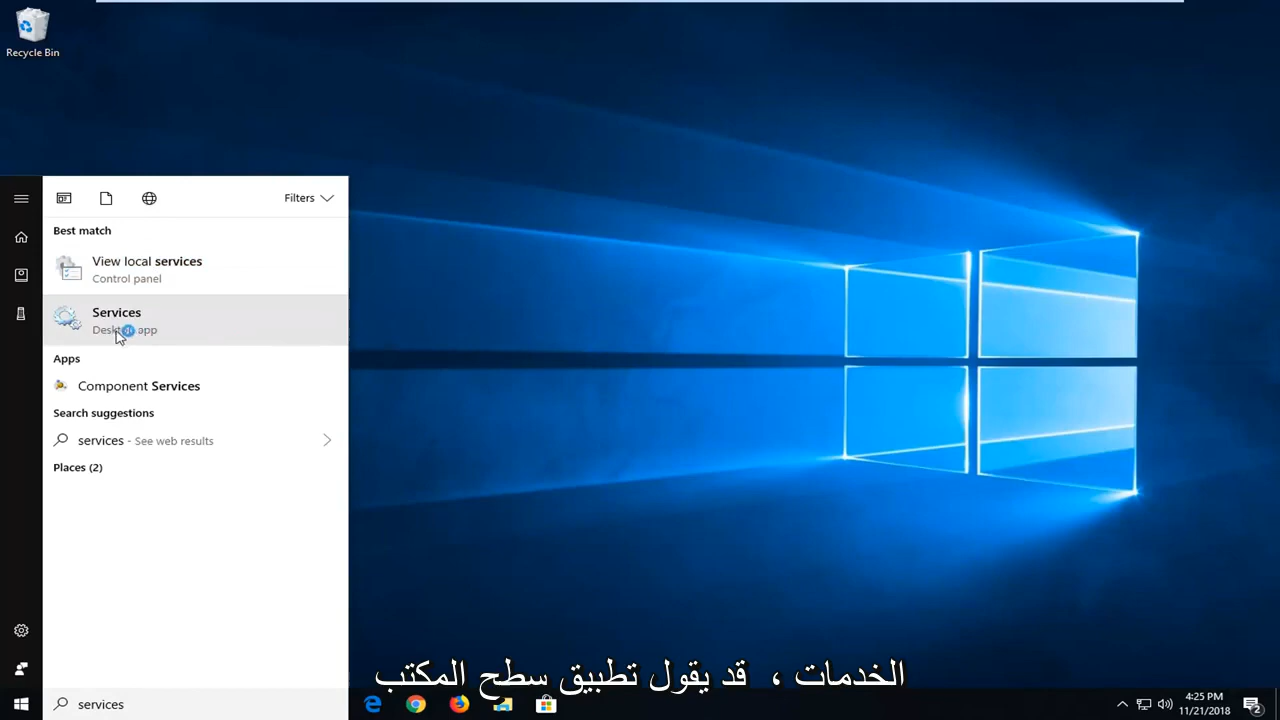 Recycle Bin
Filters
Best match
View local services
Control panel
Services
Desktop app
Apps
Component Services
Search suggestions
services - See web results
Places (2)
الخدمات ، قد يقول تطبيق سطح المكتب
services
4:25 PM
11/21/2018
2